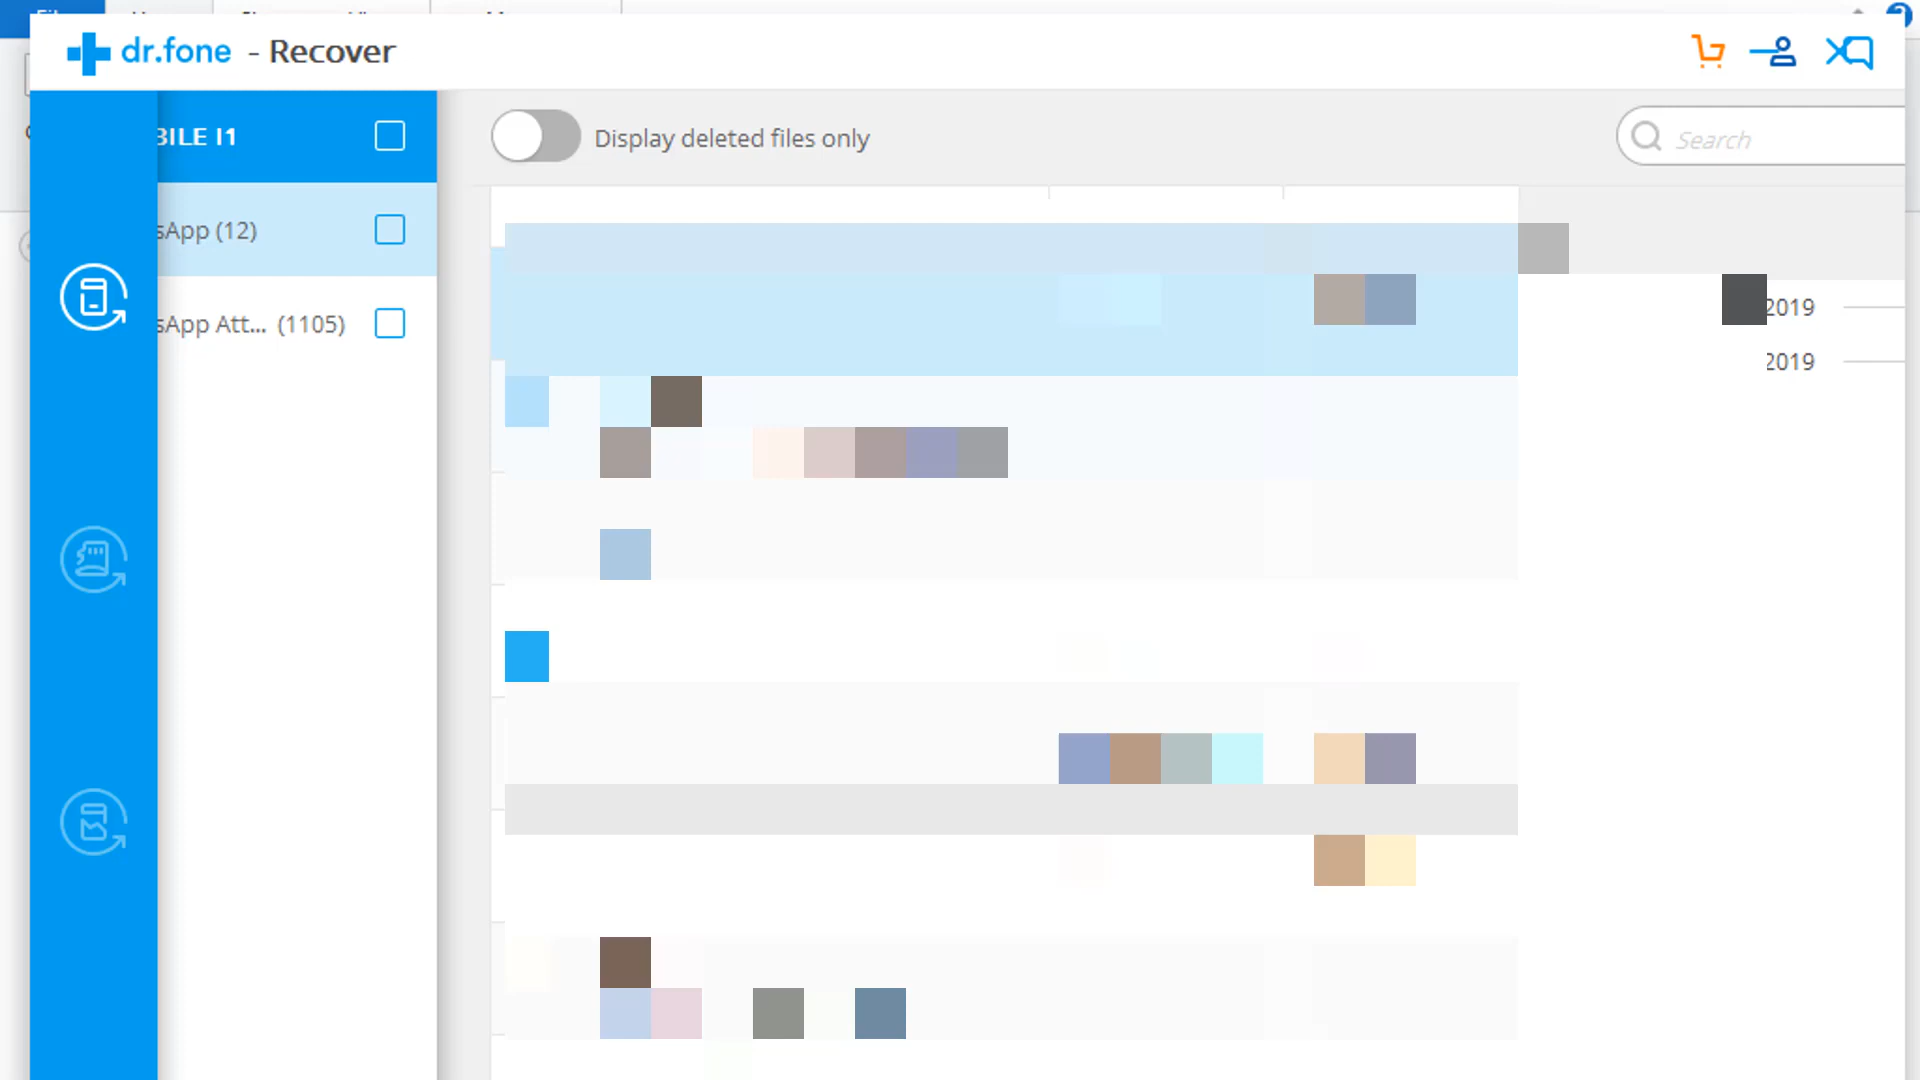 dr.fone - Recover
BILE I1
Display deleted files only
Search
sApp (12)
2019
sApp Att... (1105)
2019